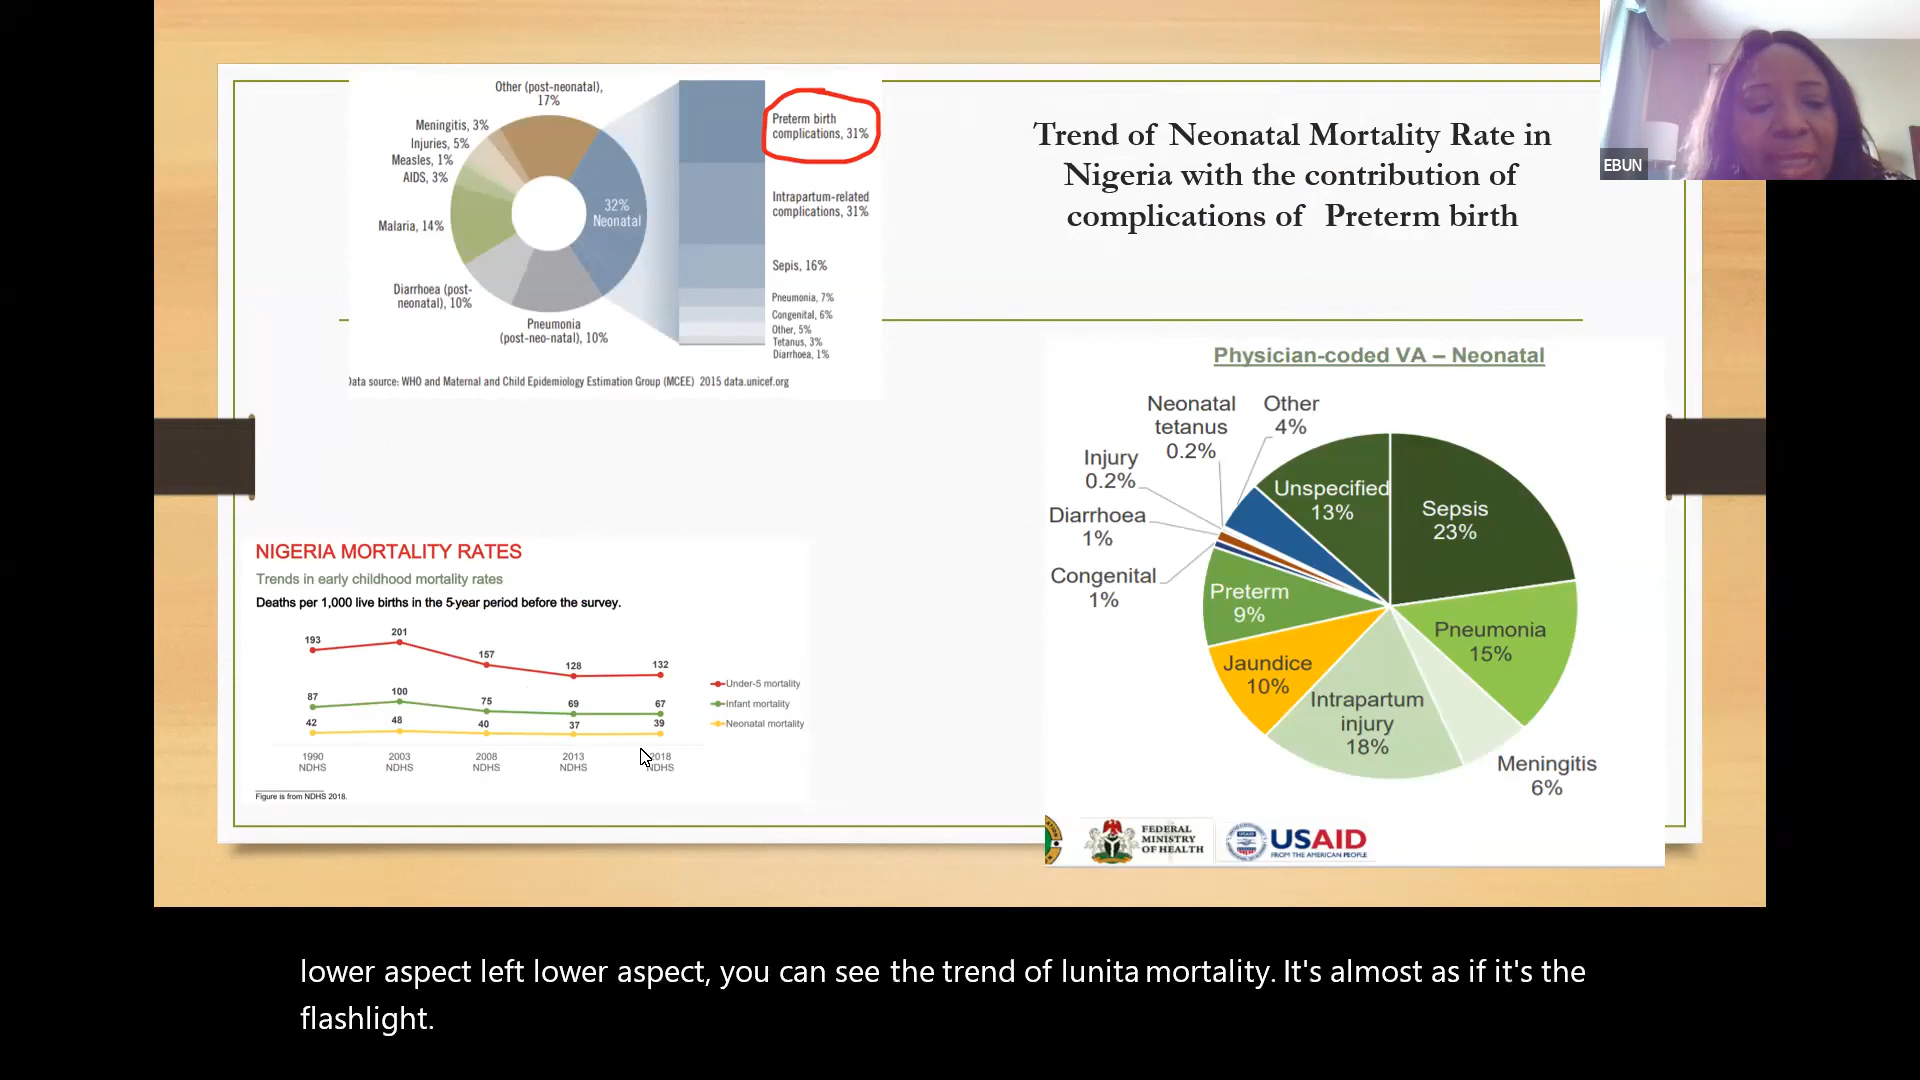 Other (post-neonatal),
17%
Meningitis, 3%
Injuries, 5%
Measles, 1%
AIDS, 3%
Malaria, 14%
Diarrhoea (post-
neonatal), 10%
Pneumonia
(post-neo-natal), 10%
32%
Neonatal
Preterm birth
complications, 31%
Intrapartum-related
complications, 31%
Sepis, 16%
Pneumonia, 7%
Congenital, 6%
Other, 5%
Tetanus, 3%
Diarrhoea, 1%
Data source: WHO and Maternal and Child Epidemiology Estimation Group (MCEE) 2015 data.unicef.org
Trend of Neonatal Mortality Rate in
Nigeria with the contribution of
complications of Preterm birth
EBUN
NIGERIA MORTALITY RATES
Trends in early childhood mortality rates
Deaths per 1,000 live births in the 5-year period before the survey.
193
201
157
128
132
87
100
75
69
67
42
48
40
37
39
1990
NDHS
2003
NDHS
2008
NDHS
2013
NDHS
2018
NDHS
Under-5 mortality
Infant mortality
Neonatal mortality
Figure is from NDHS 2018.
Physician-coded VA – Neonatal
Neonatal
tetanus
0.2%
Other
4%
Injury
0.2%
Diarrhoea
1%
Congenital
1%
Unspecified
13%
Sepsis
23%
Preterm
9%
Pneumonia
15%
Jaundice
10%
Intrapartum
injury
18%
Meningitis
6%
FEDERAL
MINISTRY
OF HEALTH
USAID
FROM THE AMERICAN PEOPLE
lower aspect left lower aspect, you can see the trend of lunita mortality. It's almost as if it's the
flashlight.